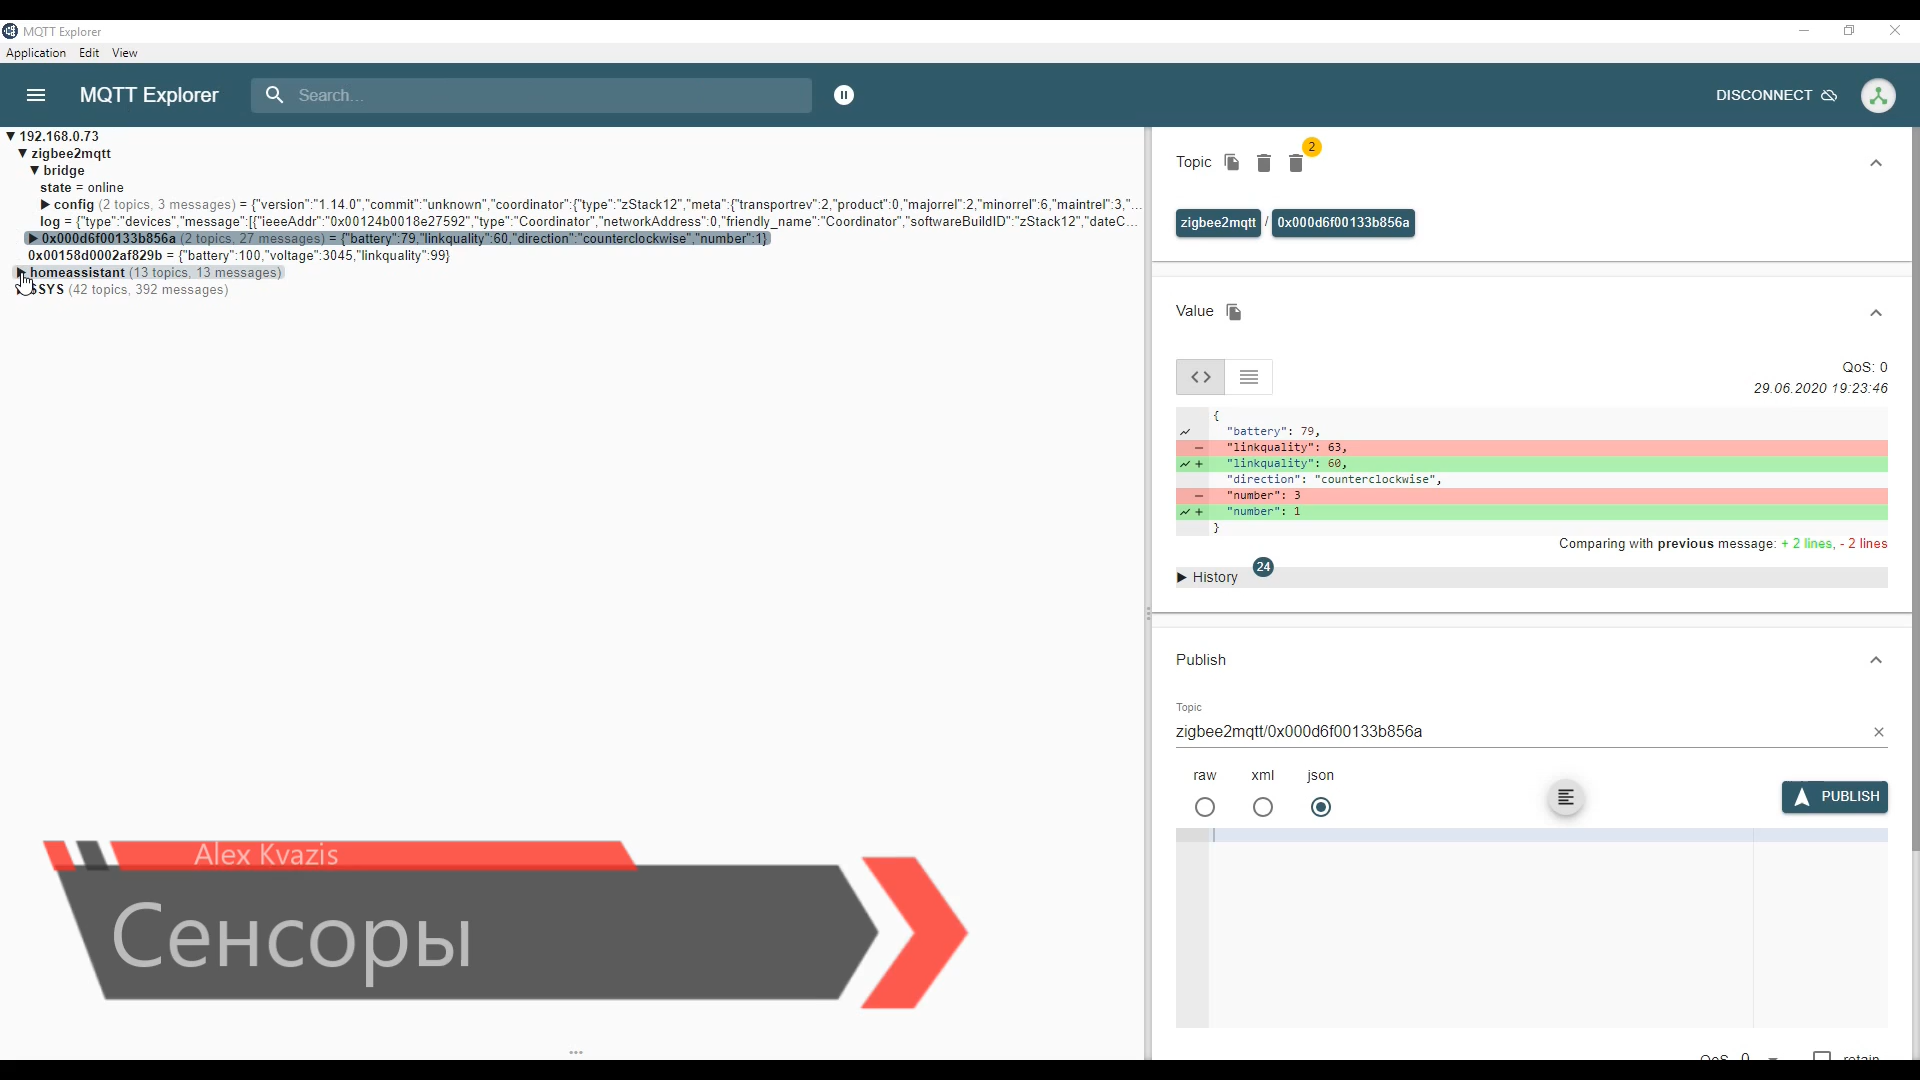 MQTT Explorer
Application Edit View
MQTT Explorer
Search...
DISCONNECT
192.168.0.73
zigbee2mqtt
bridge
state = online
config (2 topics, 3 messages) = {"version":"1.14.0","commit":"unknown","coordinator":{"type":"zStack12","meta":{"transportrev":2,"product":0,"majorrel":2,"minorrel":6,"maintrel":3,"...
log = {"type":"devices","message":[{"ieeeAddr":"0x00124b0018e27592","type":"Coordinator","networkAddress":0,"friendly_name":"Coordinator","softwareBuildID":"zStack12","dateC...
0x000d6f00133b856a (2 topics, 27 messages) = {"battery":79,"linkquality":60,"direction":"counterclockwise","number":1}
0x00158d0002af829b = {"battery":100,"voltage":3045,"linkquality":99}
homeassistant (13 topics, 13 messages)
$SYS (42 topics, 392 messages)
Topic
2
zigbee2mqtt / 0x000d6f00133b856a
Value
QoS: 0
29.06.2020 19:23:46
{
"battery": 79,
- "linkquality": 63,
+ "linkquality": 60,
"direction": "counterclockwise",
- "number": 3
+ "number": 1
}
Comparing with previous message: + 2 lines, - 2 lines
History 24
Publish
Topic
zigbee2mqtt/0x000d6f00133b856a
raw xml json
PUBLISH
QoS 0 retain
Alex Kvazis
Сенсоры